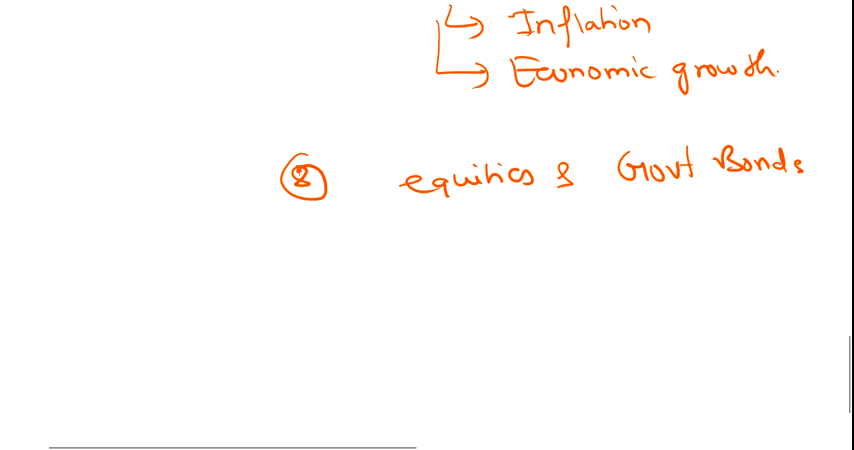 ↳ Inflation
↳ Economic growth.
⑧ equities & Govt Bonds